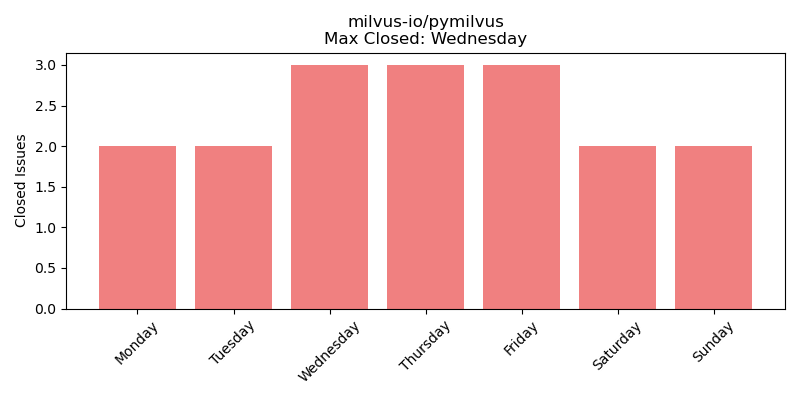 milvus-io/pymilvus
Max Closed: Wednesday
Closed Issues
3.0
2.5
2.0
1.5
1.0
0.5
0.0
Monday
Tuesday
Wednesday
Thursday
Friday
Saturday
Sunday